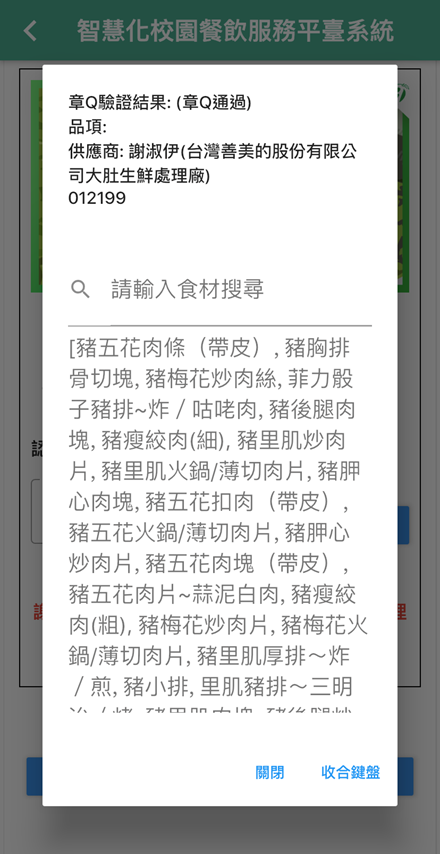 智慧化校園餐飲服務平臺系統
章Q驗證結果: (章Q通過)
品項:
供應商: 謝淑伊(台灣善美的股份有限公
司大肚生鮮處理廠)
012199
請輸入食材搜尋
[豬五花肉條（帶皮）, 豬胸排
骨切塊, 豬梅花炒肉絲, 菲力骰
子豬排~炸／咕咾肉, 豬後腿肉
塊, 豬瘦絞肉(細), 豬里肌炒肉
片, 豬里肌火鍋/薄切肉片, 豬胛
心肉塊, 豬五花扣肉（帶皮）,
豬五花火鍋/薄切肉片, 豬胛心
炒肉片, 豬五花肉塊（帶皮）,
豬五花肉片~蒜泥白肉, 豬瘦絞
肉(粗), 豬梅花炒肉片, 豬梅花火
鍋/薄切肉片, 豬里肌厚排～炸
／煎, 豬小排, 里肌豬排～三明
關閉
收合鍵盤